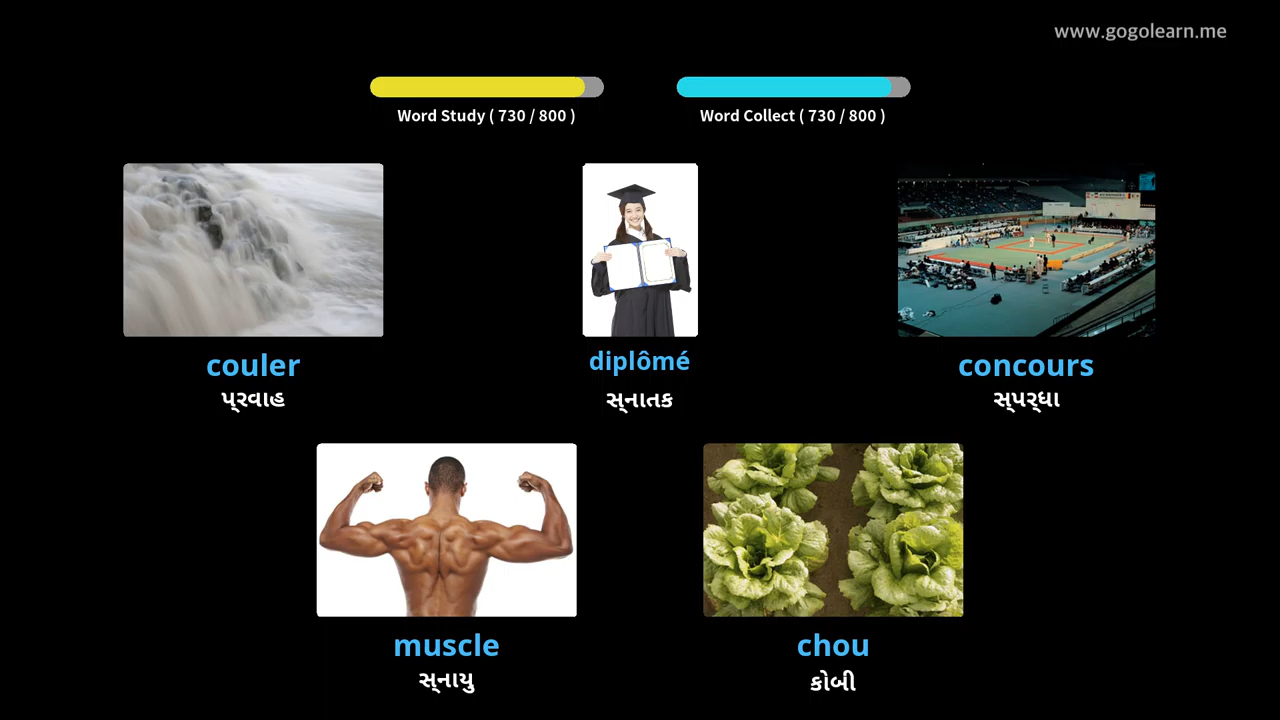 www.gogolearn.me
Word Study ( 730 / 800 )
Word Collect ( 730 / 800 )
couler
પ્રવાહ
diplômé
સ્નાતક
concours
સ્પર્ધા
muscle
સ્નાયુ
chou
કોબી